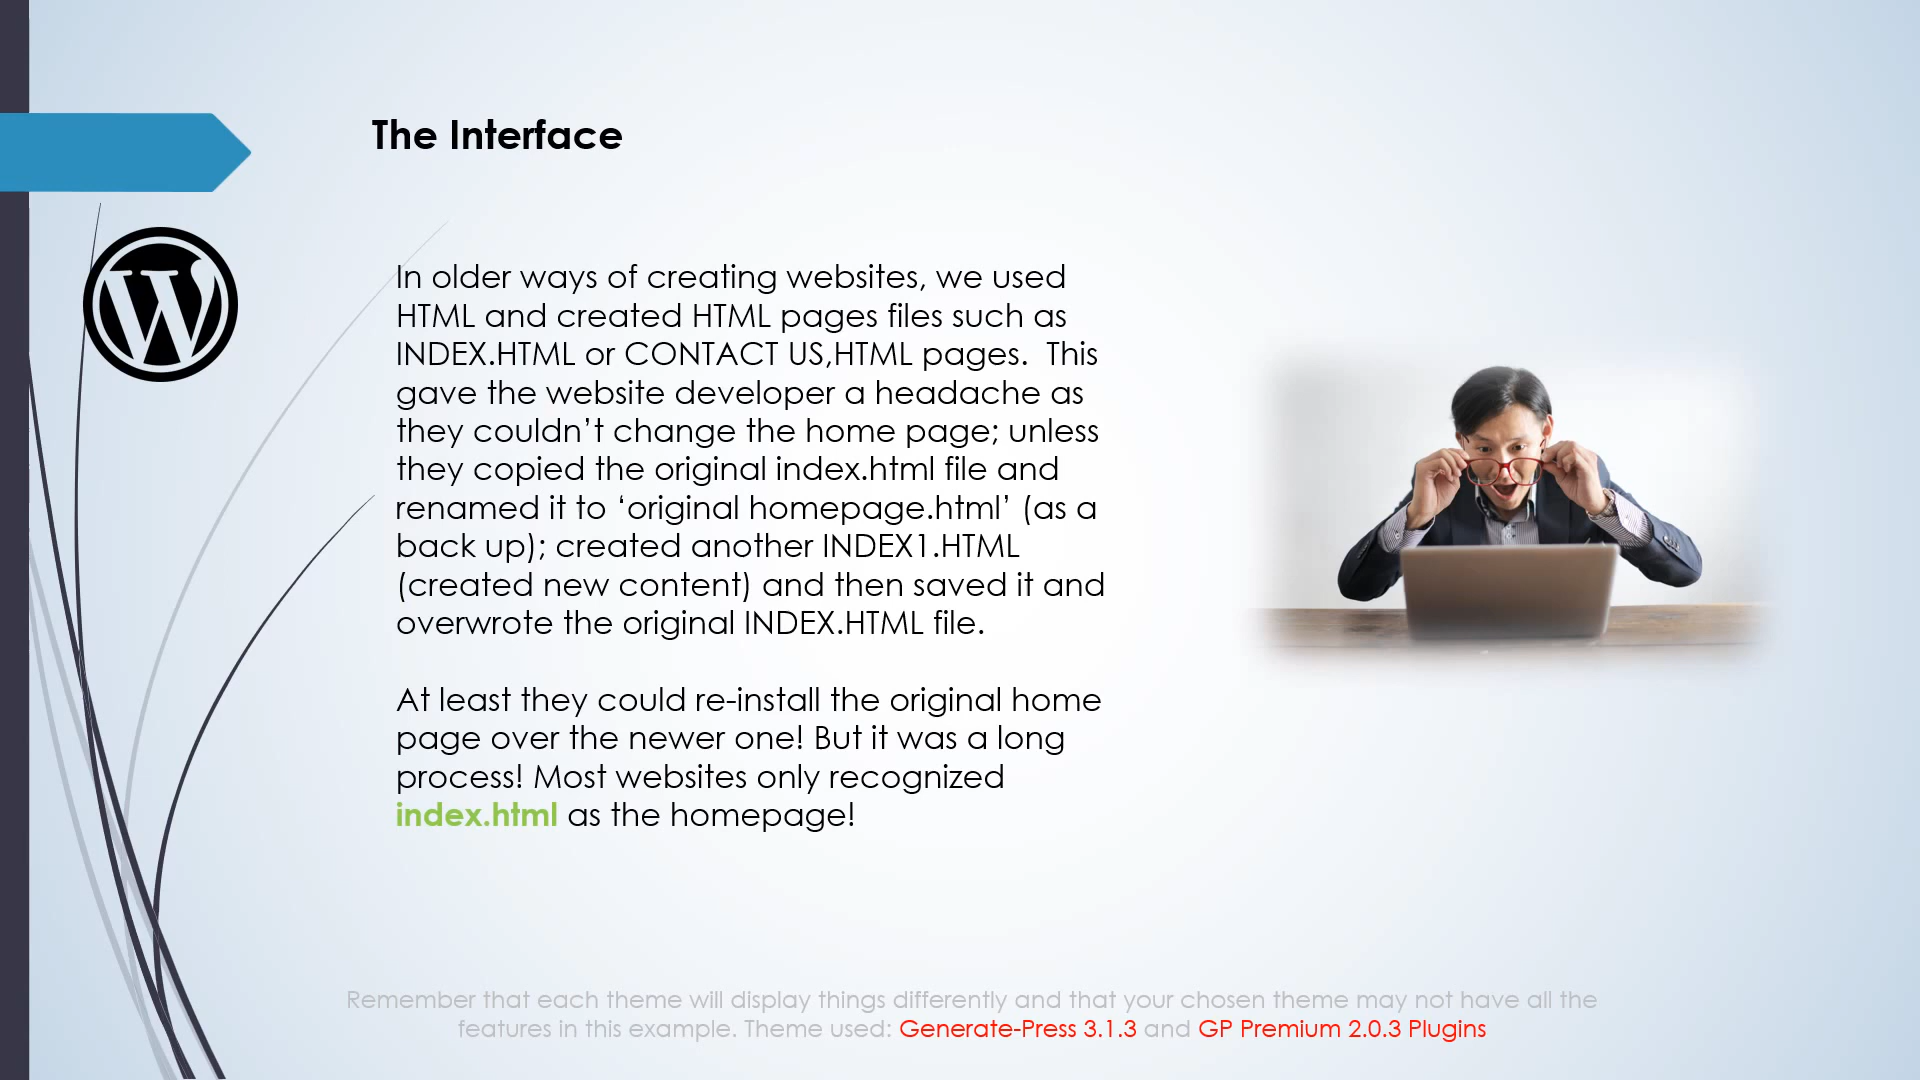 The Interface
In older ways of creating websites, we used
HTML and created HTML pages files such as
INDEX.HTML or CONTACT US,HTML pages.  This
gave the website developer a headache as
they couldn’t change the home page; unless
they copied the original index.html file and
renamed it to ‘original homepage.html’ (as a
back up); created another INDEX1.HTML
(created new content) and then saved it and
overwrote the original INDEX.HTML file.
At least they could re-install the original home
page over the newer one! But it was a long
process! Most websites only recognized
index.html as the homepage!
Remember that each theme will display things differently and that your chosen theme may not have all the
features in this example. Theme used: Generate-Press 3.1.3 and GP Premium 2.0.3 Plugins